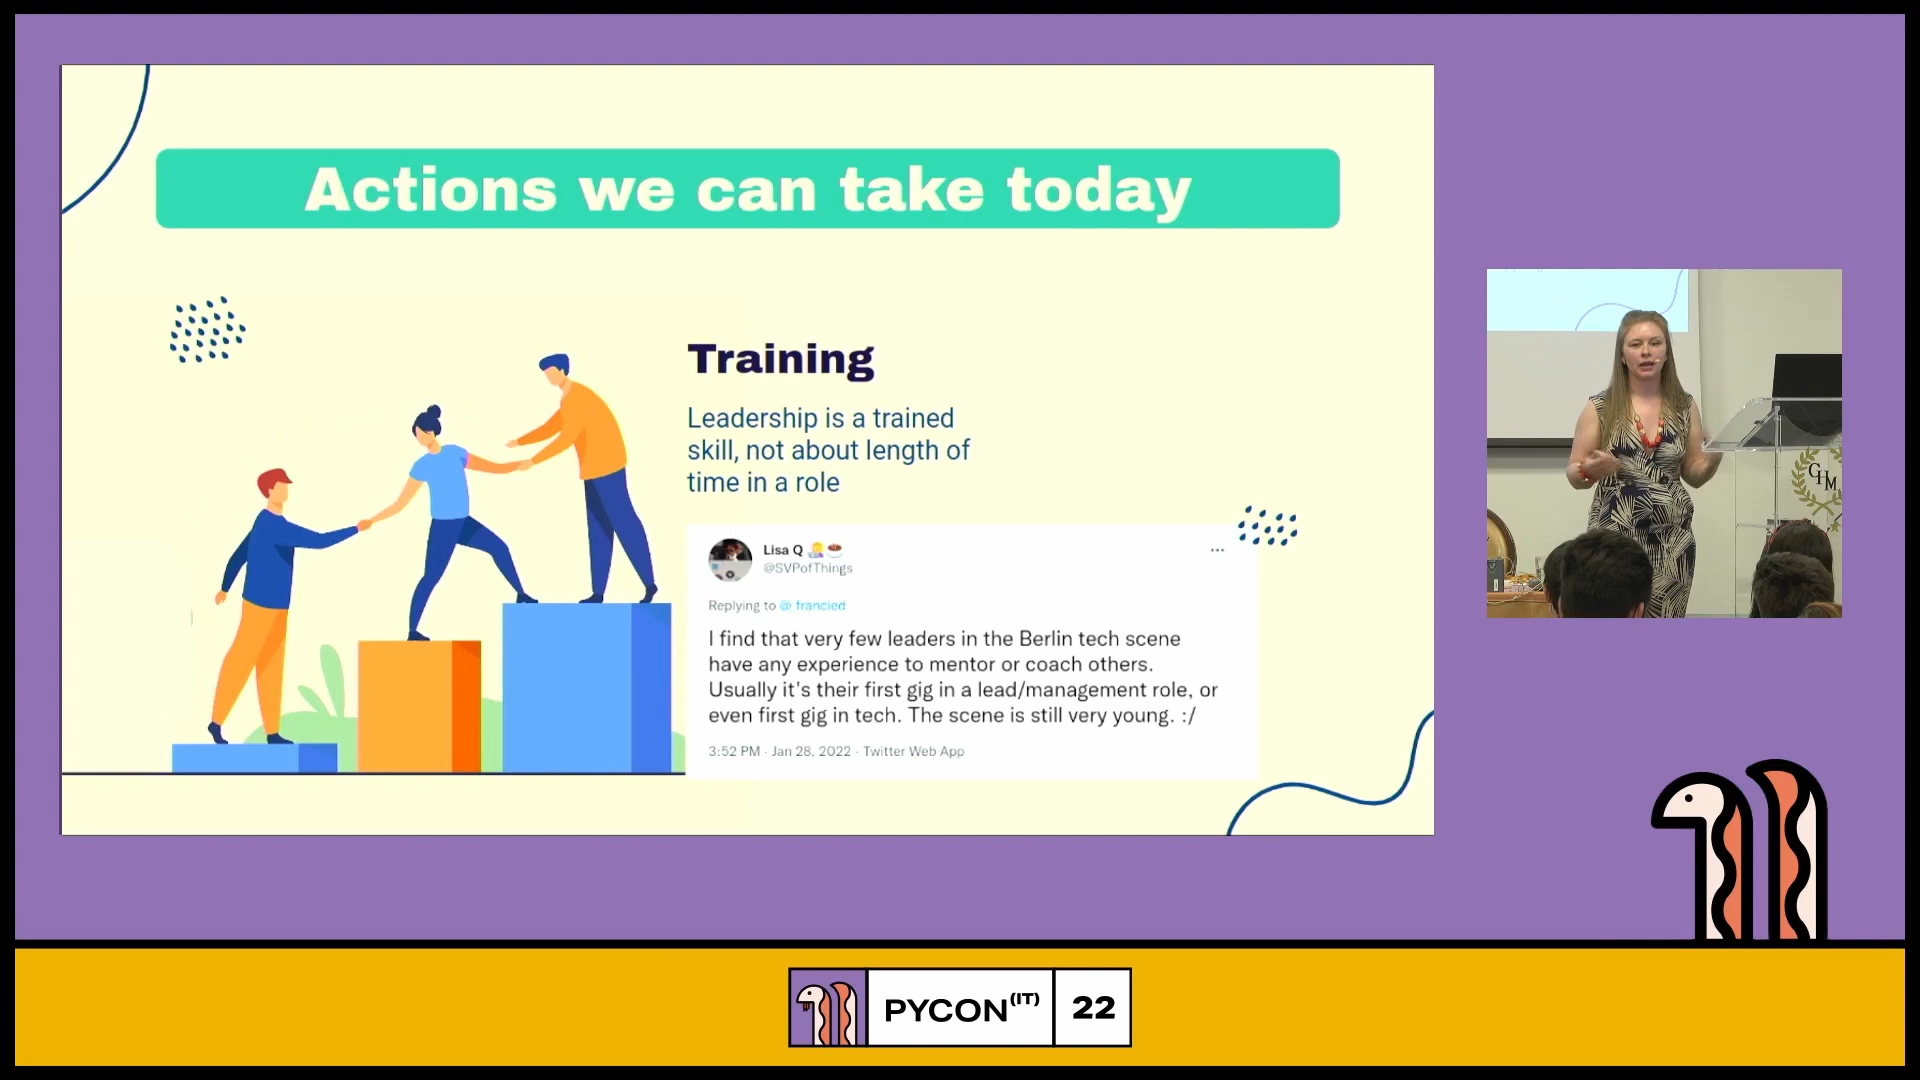 Actions we can take today
Training
Leadership is a trained
skill, not about length of
time in a role
Lisa Q
@SVPofThings
...
Replying to @ francied
I find that very few leaders in the Berlin tech scene
have any experience to mentor or coach others.
Usually it's their first gig in a lead/management role, or
even first gig in tech. The scene is still very young. :/
3:52 PM · Jan 28, 2022 · Twitter Web App
GHM
PYCON(IT) 22